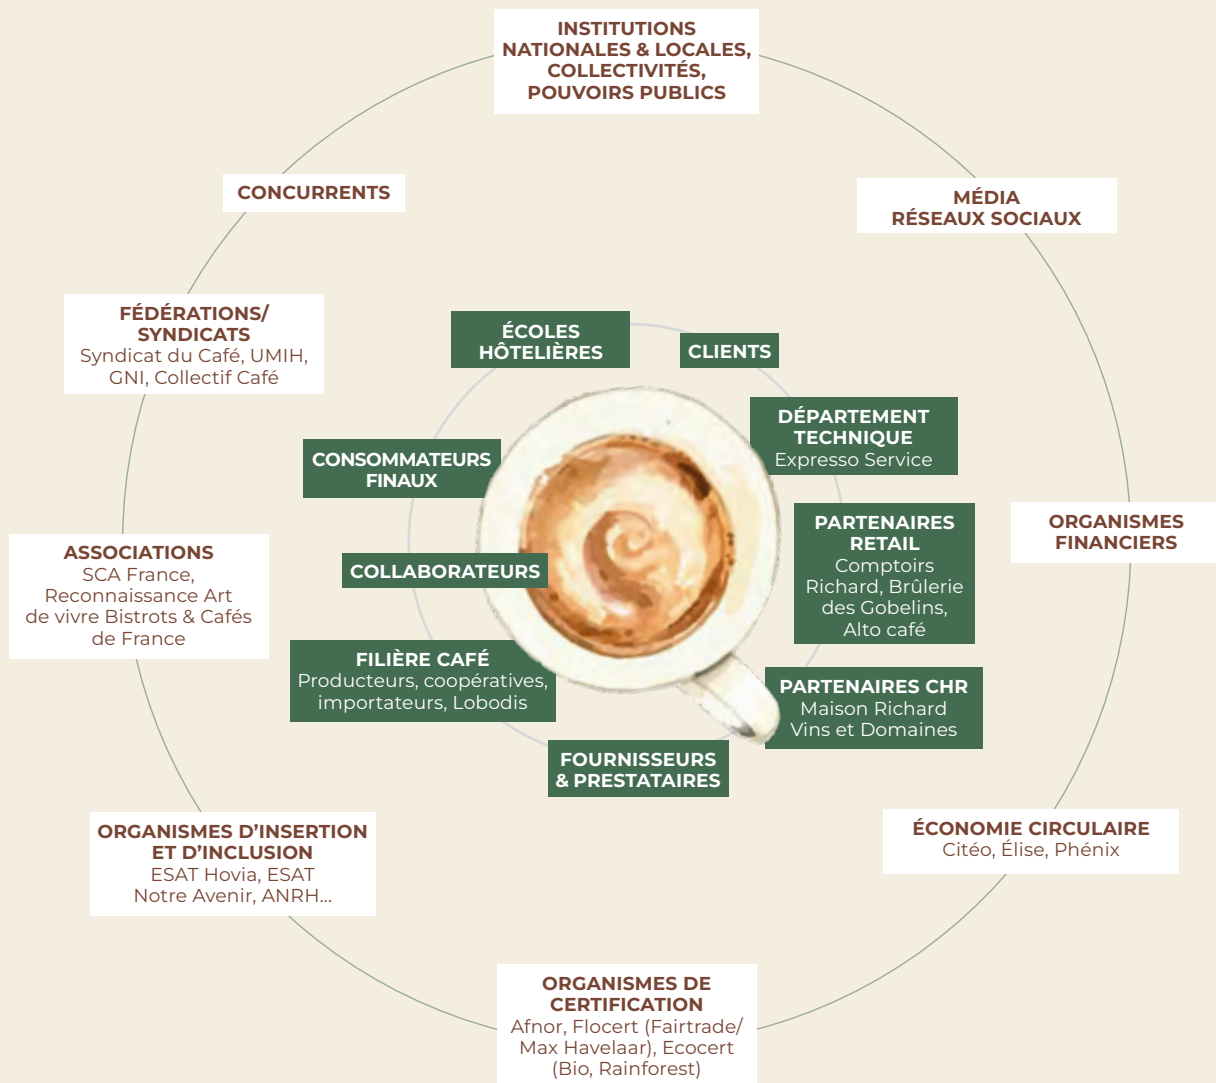 INSTITUTIONS
NATIONALES & LOCALES,
COLLECTIVITÉS,
POUVOIRS PUBLICS
CONCURRENTS
MÉDIA
RÉSEAUX SOCIAUX
FÉDÉRATIONS/
SYNDICATS
Syndicat du Café, UMIH,
GNI, Collectif Café
ÉCOLES
HÔTELIÈRES
CLIENTS
DÉPARTEMENT
TECHNIQUE
Expresso Service
CONSOMMATEURS
FINAUX
PARTENAIRES
RETAIL
Comptoirs
Richard, Brûlerie
des Gobelins,
Alto café
ORGANISMES
FINANCIERS
ASSOCIATIONS
SCA France,
Reconnaissance Art
de vivre Bistrots & Cafés
de France
COLLABORATEURS
FILIÈRE CAFÉ
Producteurs, coopératives,
importateurs, Lobodis
PARTENAIRES CHR
Maison Richard
Vins et Domaines
FOURNISSEURS
& PRESTATAIRES
ORGANISMES D’INSERTION
ET D’INCLUSION
ESAT Hovia, ESAT
Notre Avenir, ANRH...
ÉCONOMIE CIRCULAIRE
Citéo, Élise, Phénix
ORGANISMES DE
CERTIFICATION
Afnor, Flocert (Fairtrade/
Max Havelaar), Ecocert
(Bio, Rainforest)